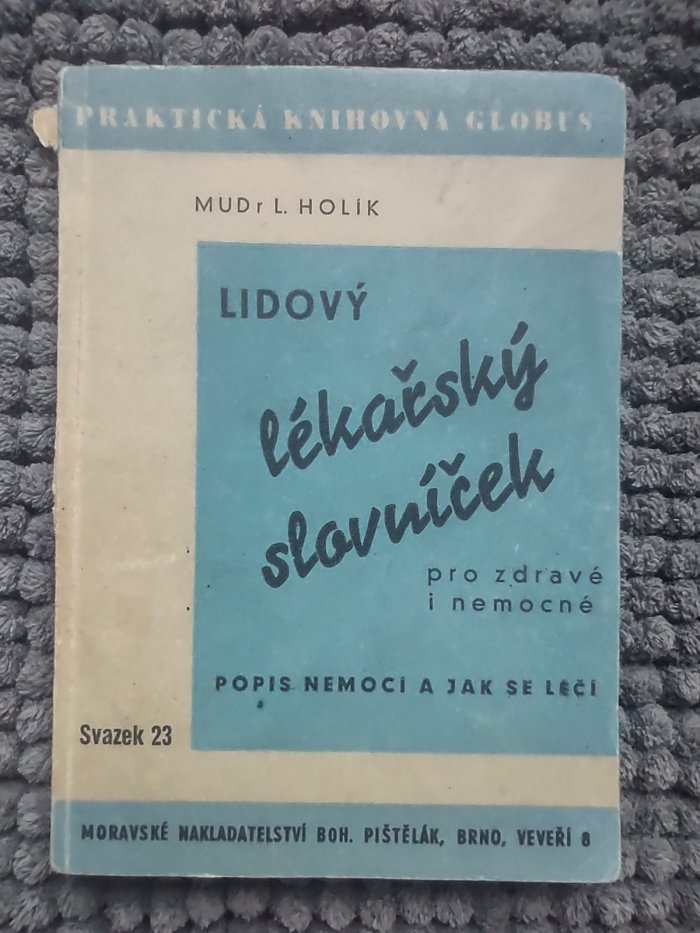 PRAKTICKÁ KNIHOVNA GLOBUS
MUDr L. HOLÍK
LIDOVÝ
lékařský
slovníček
pro zdravé
i nemocné
POPIS NEMOCÍ A JAK SE LÉČÍ
Svazek 23
MORAVSKÉ NAKLADATELSTVÍ BOH. PIŠTĚLÁK, BRNO, VEVEŘÍ 8